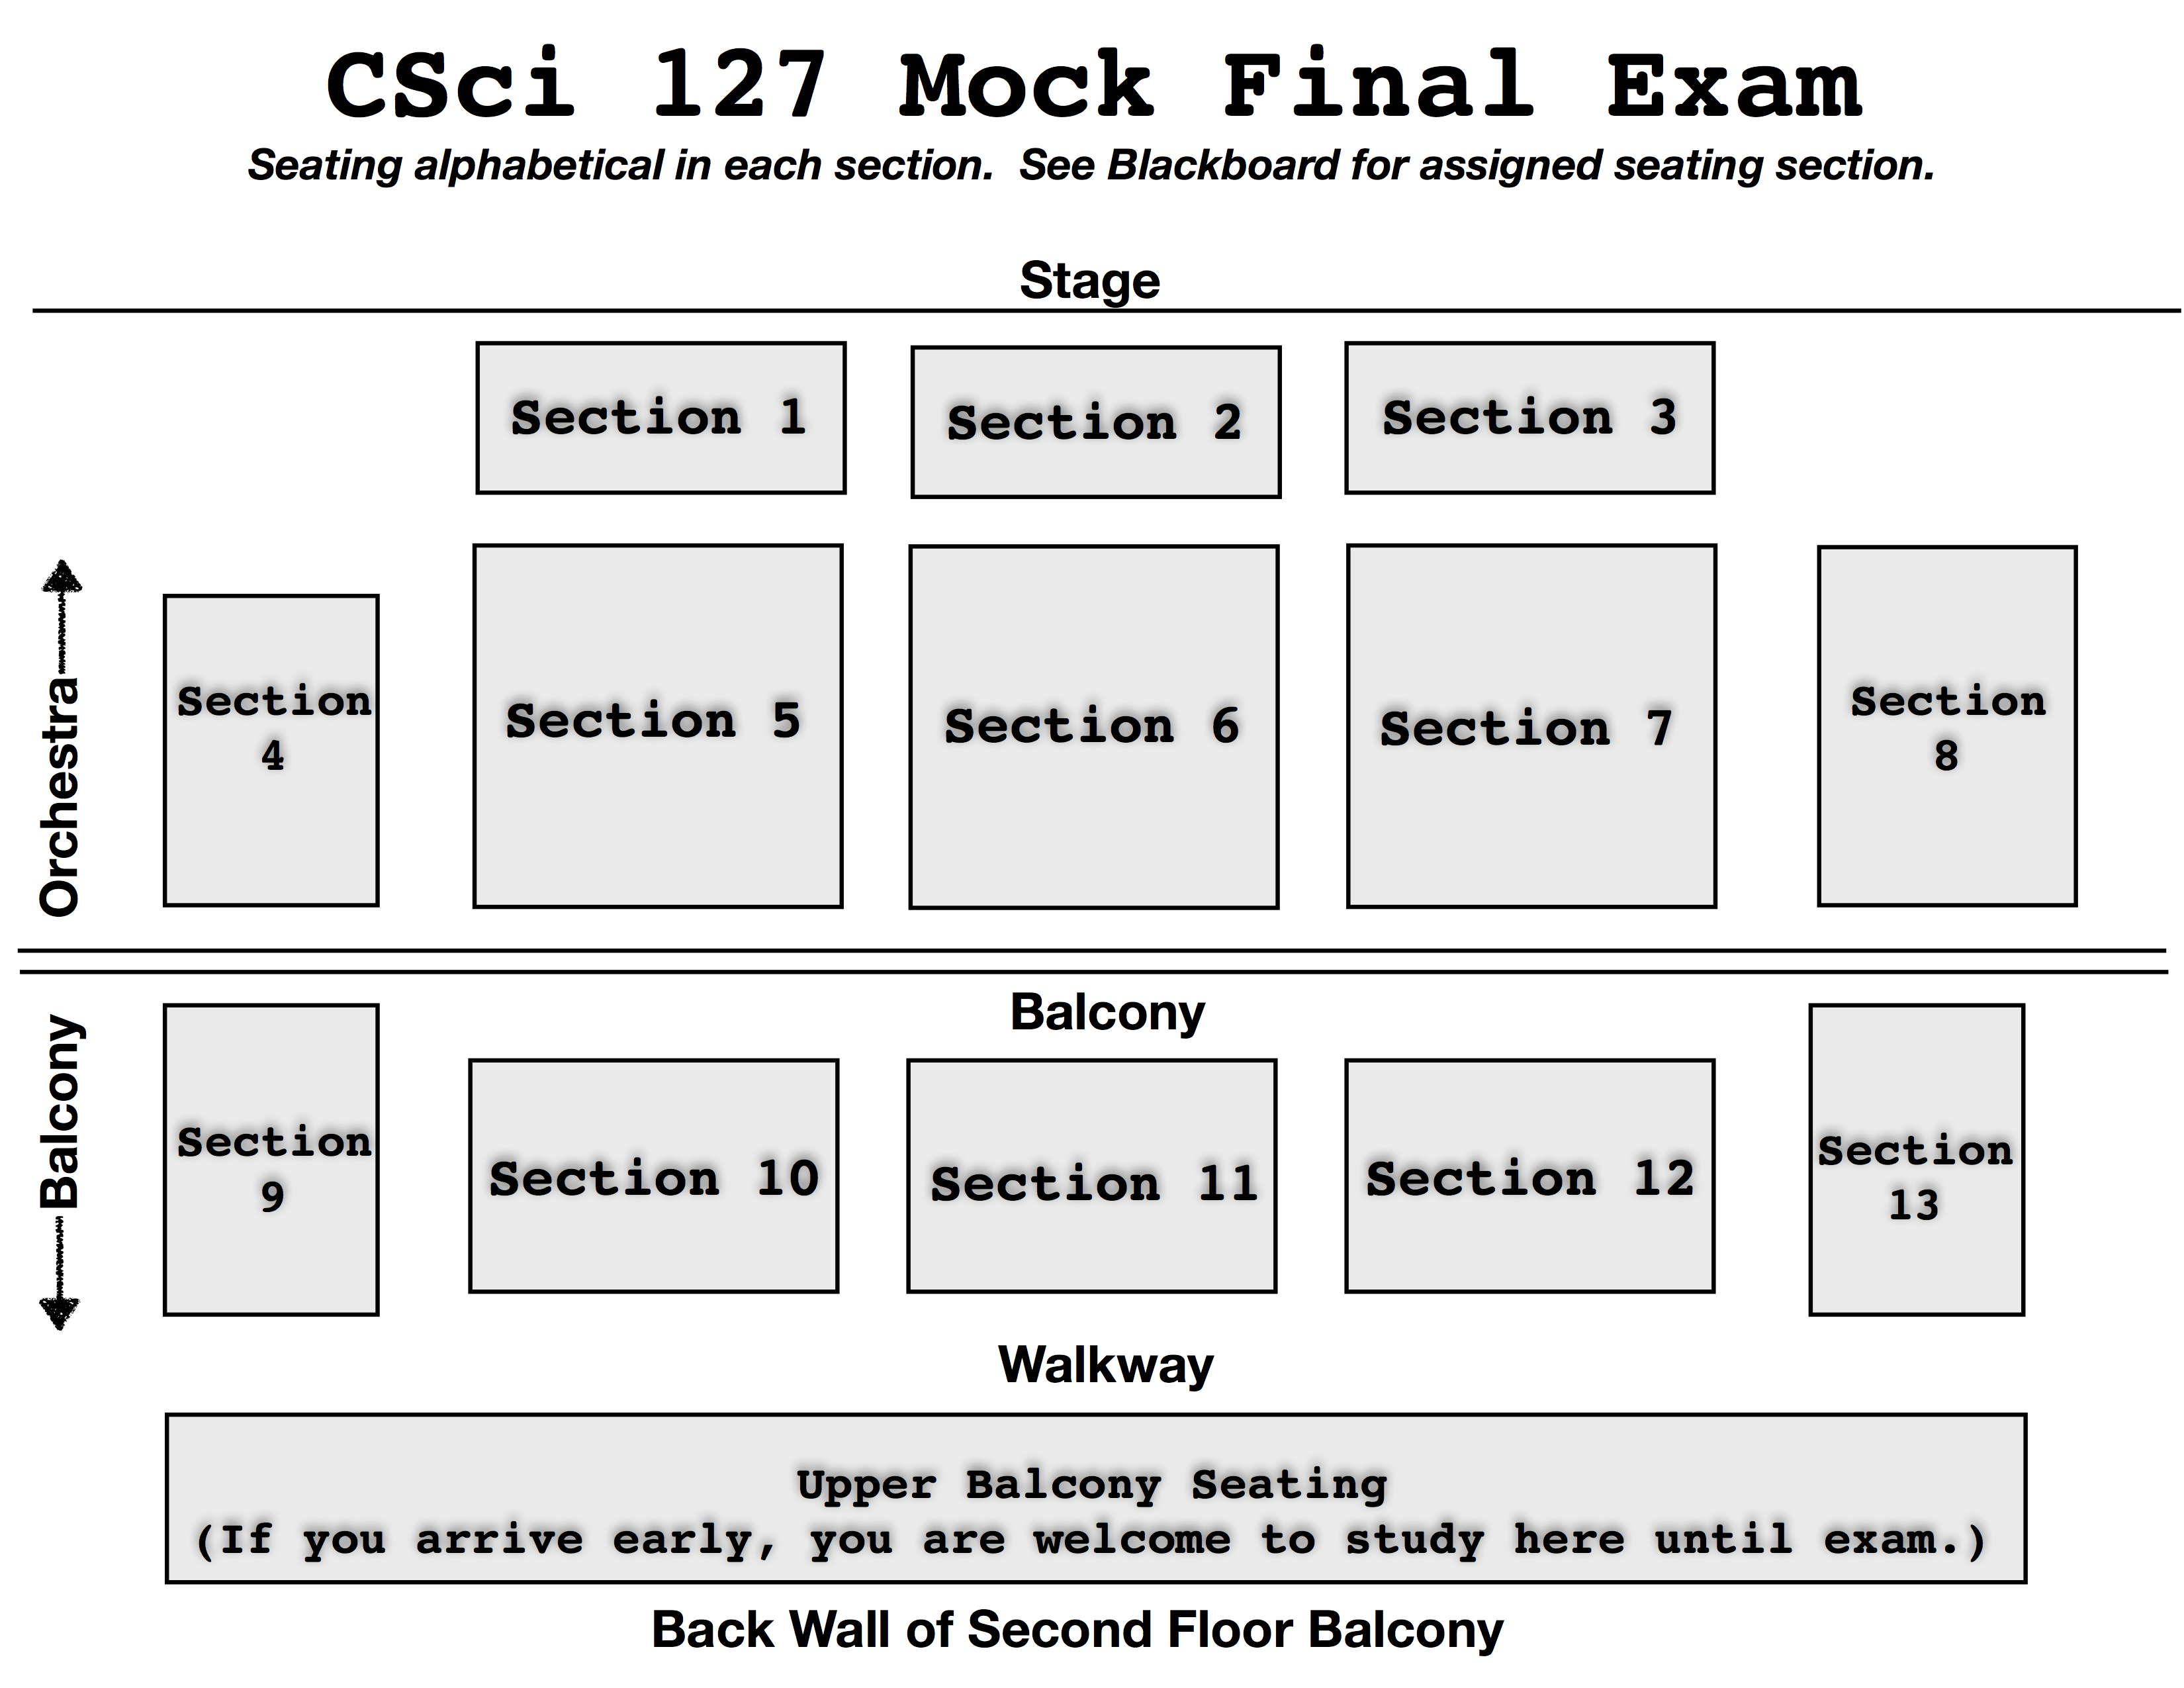 CSci 127 Mock Final Exam
Seating alphabetical in each section. See Blackboard for assigned seating section.
Stage
Section 1
Section 2
Section 3
Orchestra
Section
4
Section 5
Section 6
Section 7
Section
8
Balcony
Balcony
Section
9
Section 10
Section 11
Section 12
Section
13
Walkway
Upper Balcony Seating
(If you arrive early, you are welcome to study here until exam.)
Back Wall of Second Floor Balcony